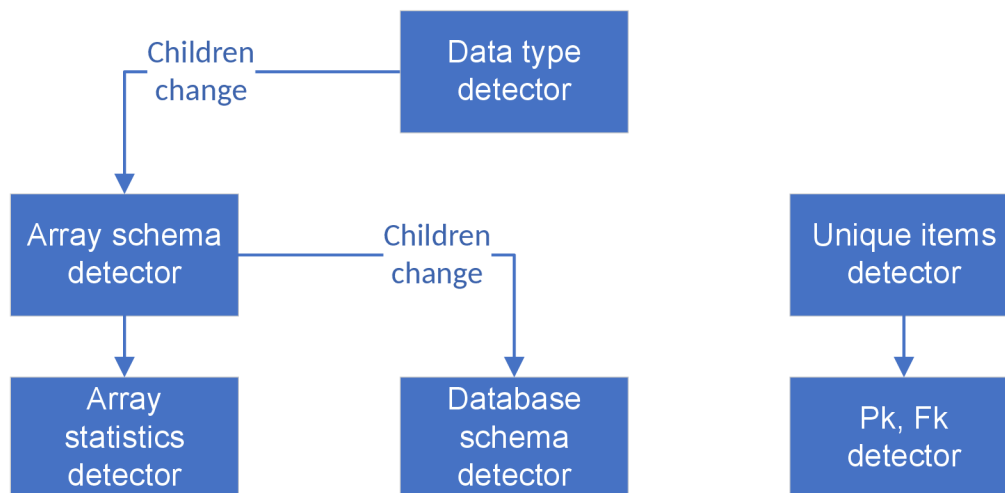 Children
change
Data type
detector
Array schema
detector
Children
change
Unique items
detector
Array
statistics
detector
Database
schema
detector
Pk, Fk
detector